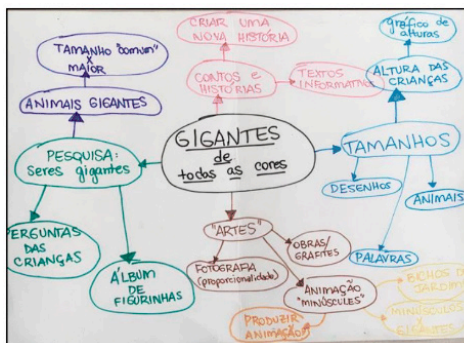 CRIAR UMA
NOVA HISTÓRIA
gráfico de
alturas
TAMANHO "comum"
X
MAIOR
CONTOS e
HISTÓRIAS
TEXTOS
INFORMATIVOS
ALTURA DAS
CRIANÇAS
ANIMAIS GIGANTES
GIGANTES
de
todas as cores
TAMANHOS
PESQUISA:
Seres gigantes
DESENHOS
ANIMAIS
PERGUNTAS
DAS
CRIANÇAS
ÁLBUM
DE
FIGURINHAS
"ARTES"
OBRAS/
GRAFITES
PALAVRAS
FOTOGRAFIA
(proporcionalidade)
ANIMAÇÃO
"MINÚSCULES"
PRODUZIR
ANIMAÇÃO
BICHOS DE
JARDIM
MINÚSCULOS
GIGANTES